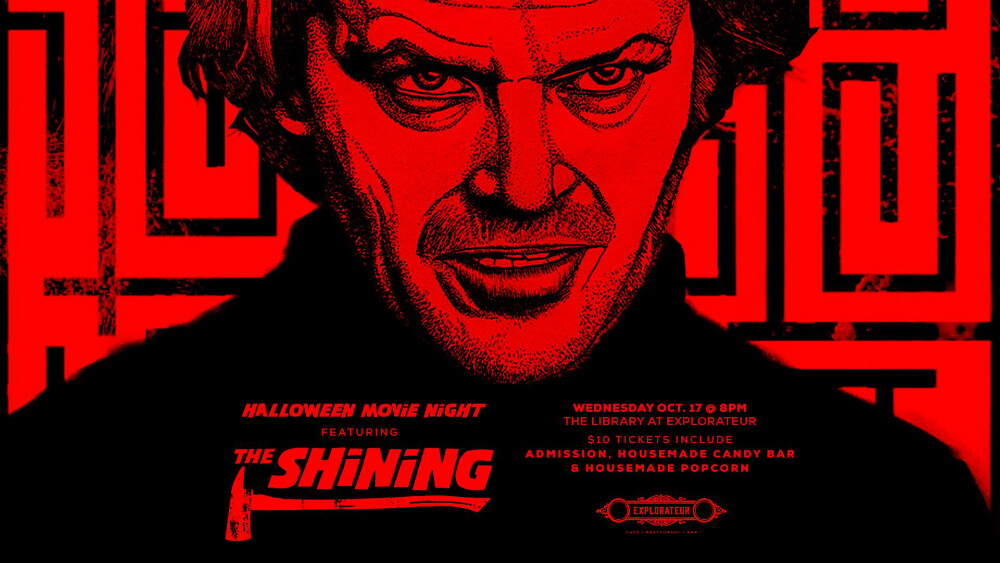 HALLOWEEN MOViE NiGHT
FEATURING
THE SHiNiNG
WEDNESDAY OCT. 17 @ 8PM
THE LIBRARY AT EXPLORATEUR
$10 TICKETS INCLUDE
ADMISSION, HOUSEMADE CANDY BAR
& HOUSEMADE POPCORN
EXPLORATEUR